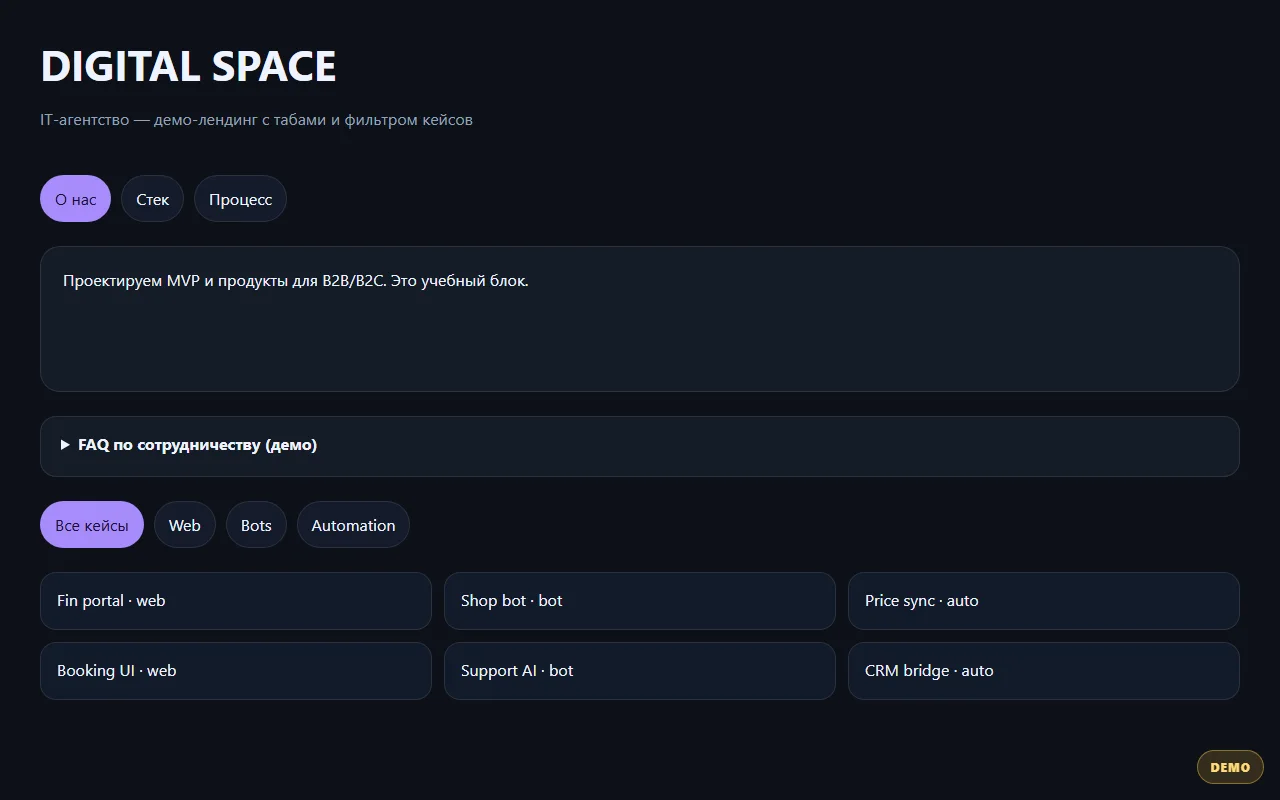 DIGITAL SPACE
IT-агентство — демо-лендинг с табами и фильтром кейсов
О нас Стек Процесс
Проектируем MVP и продукты для B2B/B2C. Это учебный блок.
▶ FAQ по сотрудничеству (демо)
Все кейсы Web Bots Automation
Fin portal · web Shop bot · bot Price sync · auto
Booking UI · web Support AI · bot CRM bridge · auto
DEMO